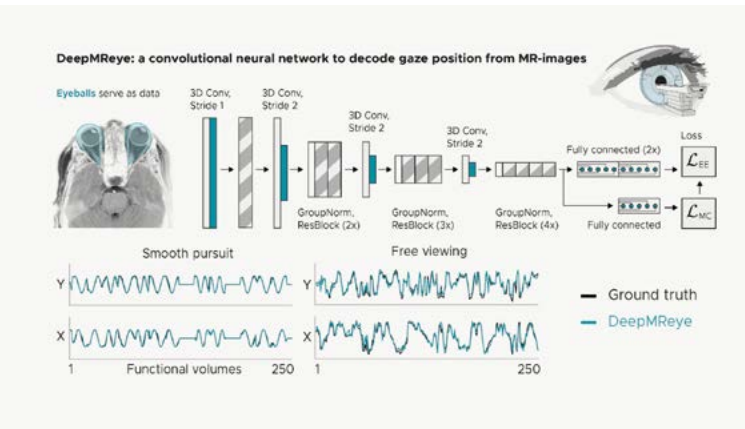 DeepMReye: a convolutional neural network to decode gaze position from MR-images
Eyeballs serve as data
3D Conv,
Stride 1
3D Conv,
Stride 2
3D Conv,
Stride 2
3D Conv,
Stride 2
Fully connected (2x)
Loss
ℒEE
GroupNorm,
ResBlock (2x)
GroupNorm,
ResBlock (3x)
GroupNorm,
ResBlock (4x)
Fully connected
ℒMC
Smooth pursuit
Free viewing
Y
Y
X
X
1
Functional volumes
250
1
250
Ground truth
DeepMReye